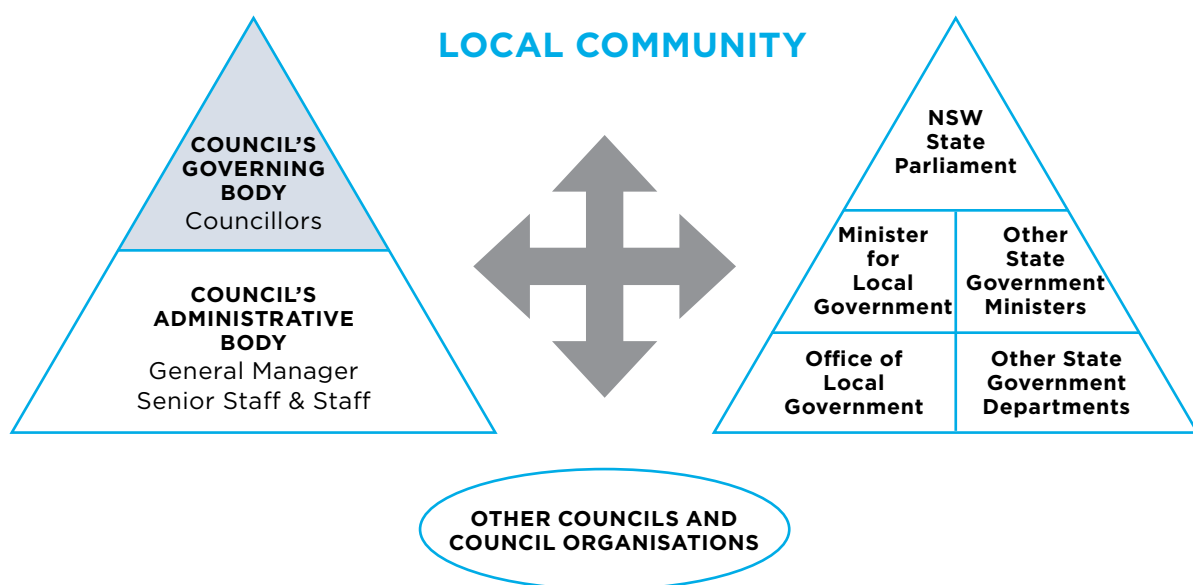 LOCAL COMMUNITY
COUNCIL’S
GOVERNING
BODY
Councillors
COUNCIL’S
ADMINISTRATIVE
BODY
General Manager
Senior Staff & Staff
NSW
State
Parliament
Minister
for
Local
Government
Other
State
Government
Ministers
Office of
Local
Government
Other State
Government
Departments
OTHER COUNCILS AND
COUNCIL ORGANISATIONS